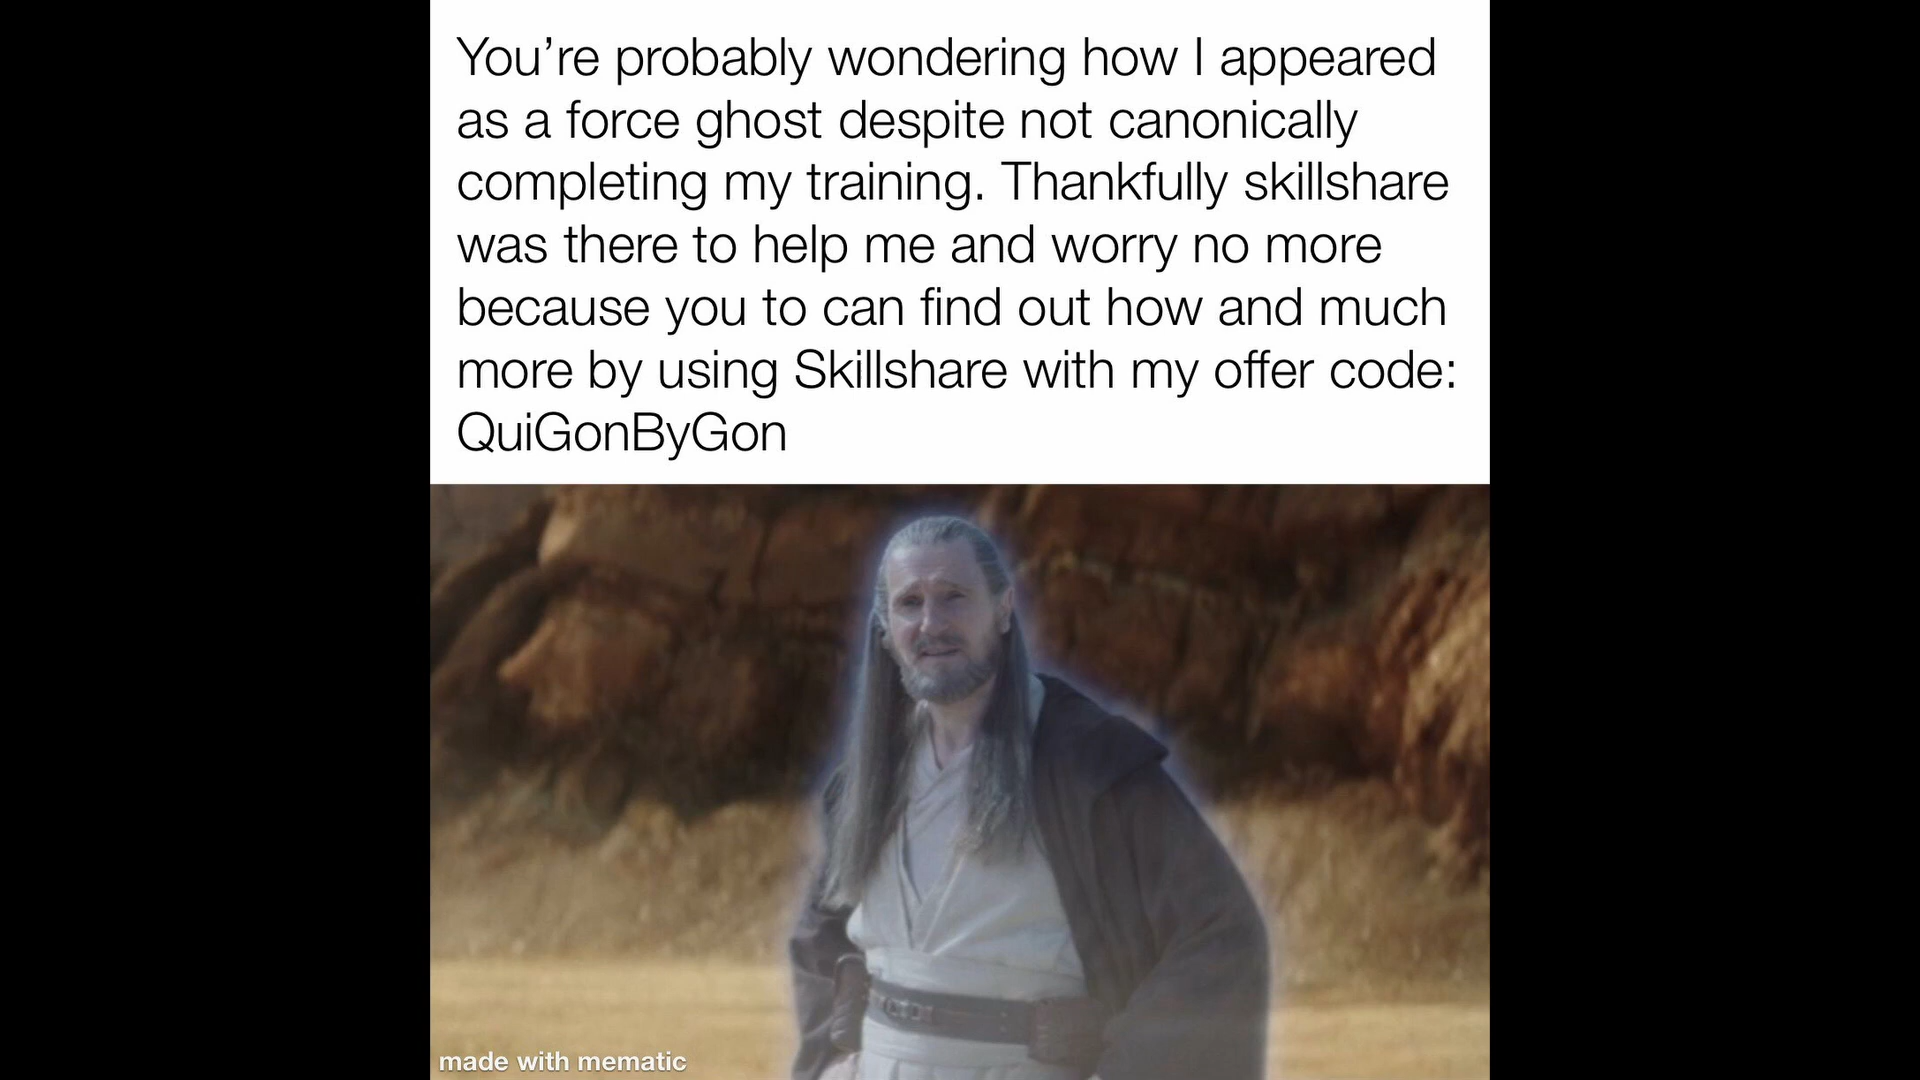 You’re probably wondering how I appeared
as a force ghost despite not canonically
completing my training. Thankfully skillshare
was there to help me and worry no more
because you to can find out how and much
more by using Skillshare with my offer code:
QuiGonByGon
made with mematic